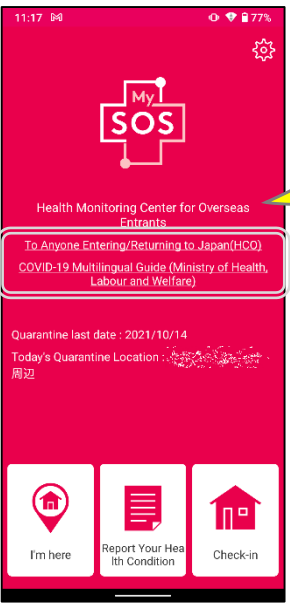 11:17
77%
My
SOS
Health Monitoring Center for Overseas
Entrants
To Anyone Entering/Returning to Japan(HCO)
COVID-19 Multilingual Guide (Ministry of Health,
Labour and Welfare)
Quarantine last date : 2021/10/14
Today's Quarantine Location :
周辺
I'm here
Report Your Hea
lth Condition
Check-in